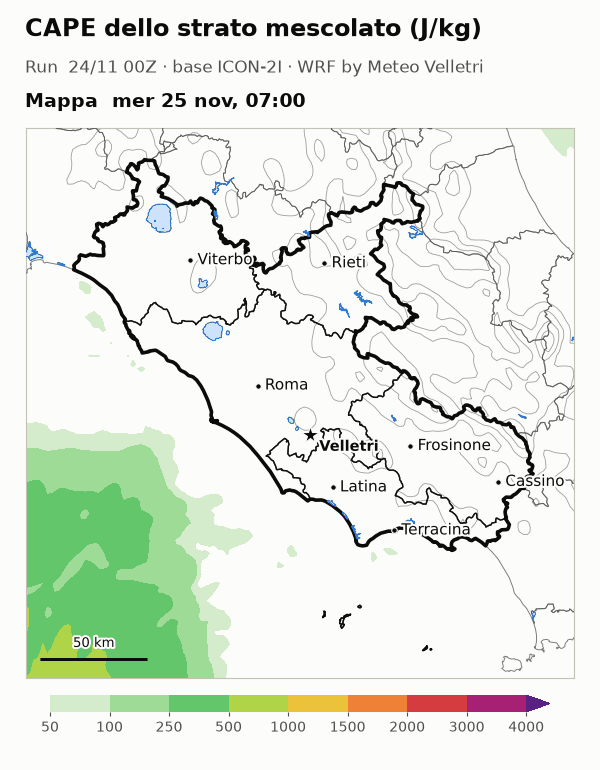 CAPE dello strato mescolato (J/kg)
Run  24/11 00Z · base ICON-2I · WRF by Meteo Velletri
Mappa  mer 25 nov, 07:00
Viterbo
Rieti
Roma
Velletri
Frosinone
Latina
Cassino
Terracina
50 km
50 100 250 500 1000 1500 2000 3000 4000